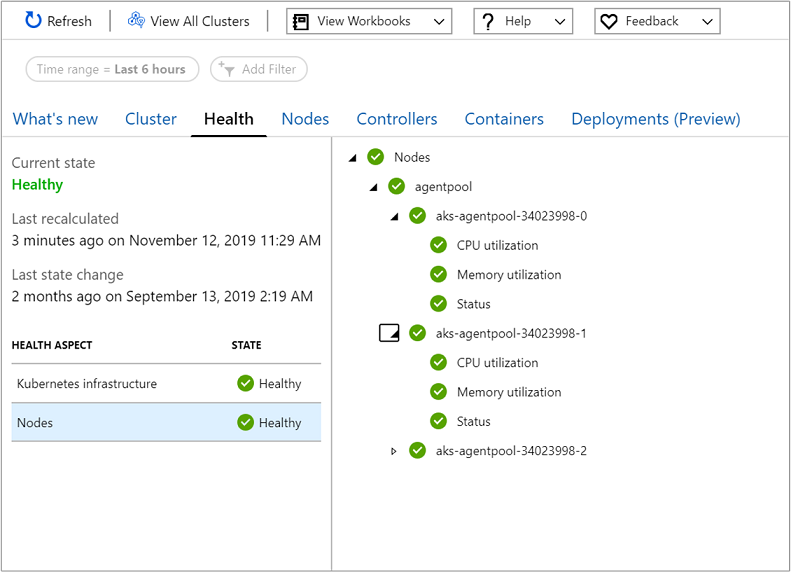 Refresh View All Clusters View Workbooks Help Feedback
Time range = Last 6 hours Add Filter
What's new Cluster Health Nodes Controllers Containers Deployments (Preview)
Current state
Healthy
Last recalculated
3 minutes ago on November 12, 2019 11:29 AM
Last state change
2 months ago on September 13, 2019 2:19 AM
HEALTH ASPECT STATE
Kubernetes infrastructure Healthy
Nodes Healthy
Nodes
agentpool
aks-agentpool-34023998-0
CPU utilization
Memory utilization
Status
aks-agentpool-34023998-1
CPU utilization
Memory utilization
Status
aks-agentpool-34023998-2